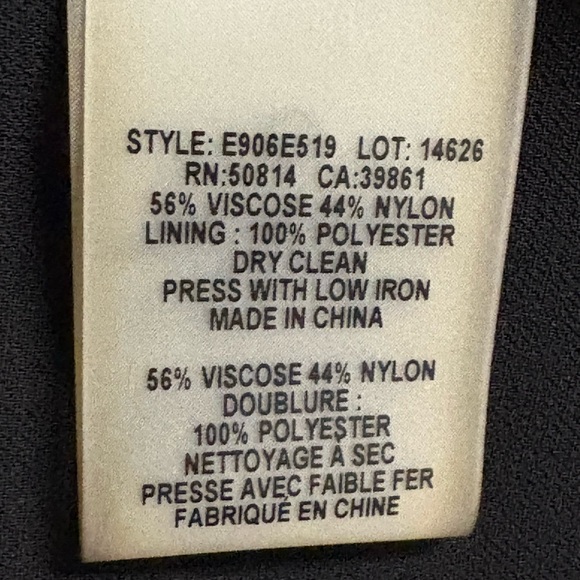 STYLE: E906E519 LOT: 14626
RN:50814 CA:39861
56% VISCOSE 44% NYLON
LINING : 100% POLYESTER
DRY CLEAN
PRESS WITH LOW IRON
MADE IN CHINA
56% VISCOSE 44% NYLON
DOUBLURE :
100% POLYESTER
NETTOYAGE À SEC
PRESSE AVEC FAIBLE FER
FABRIQUÉ EN CHINE